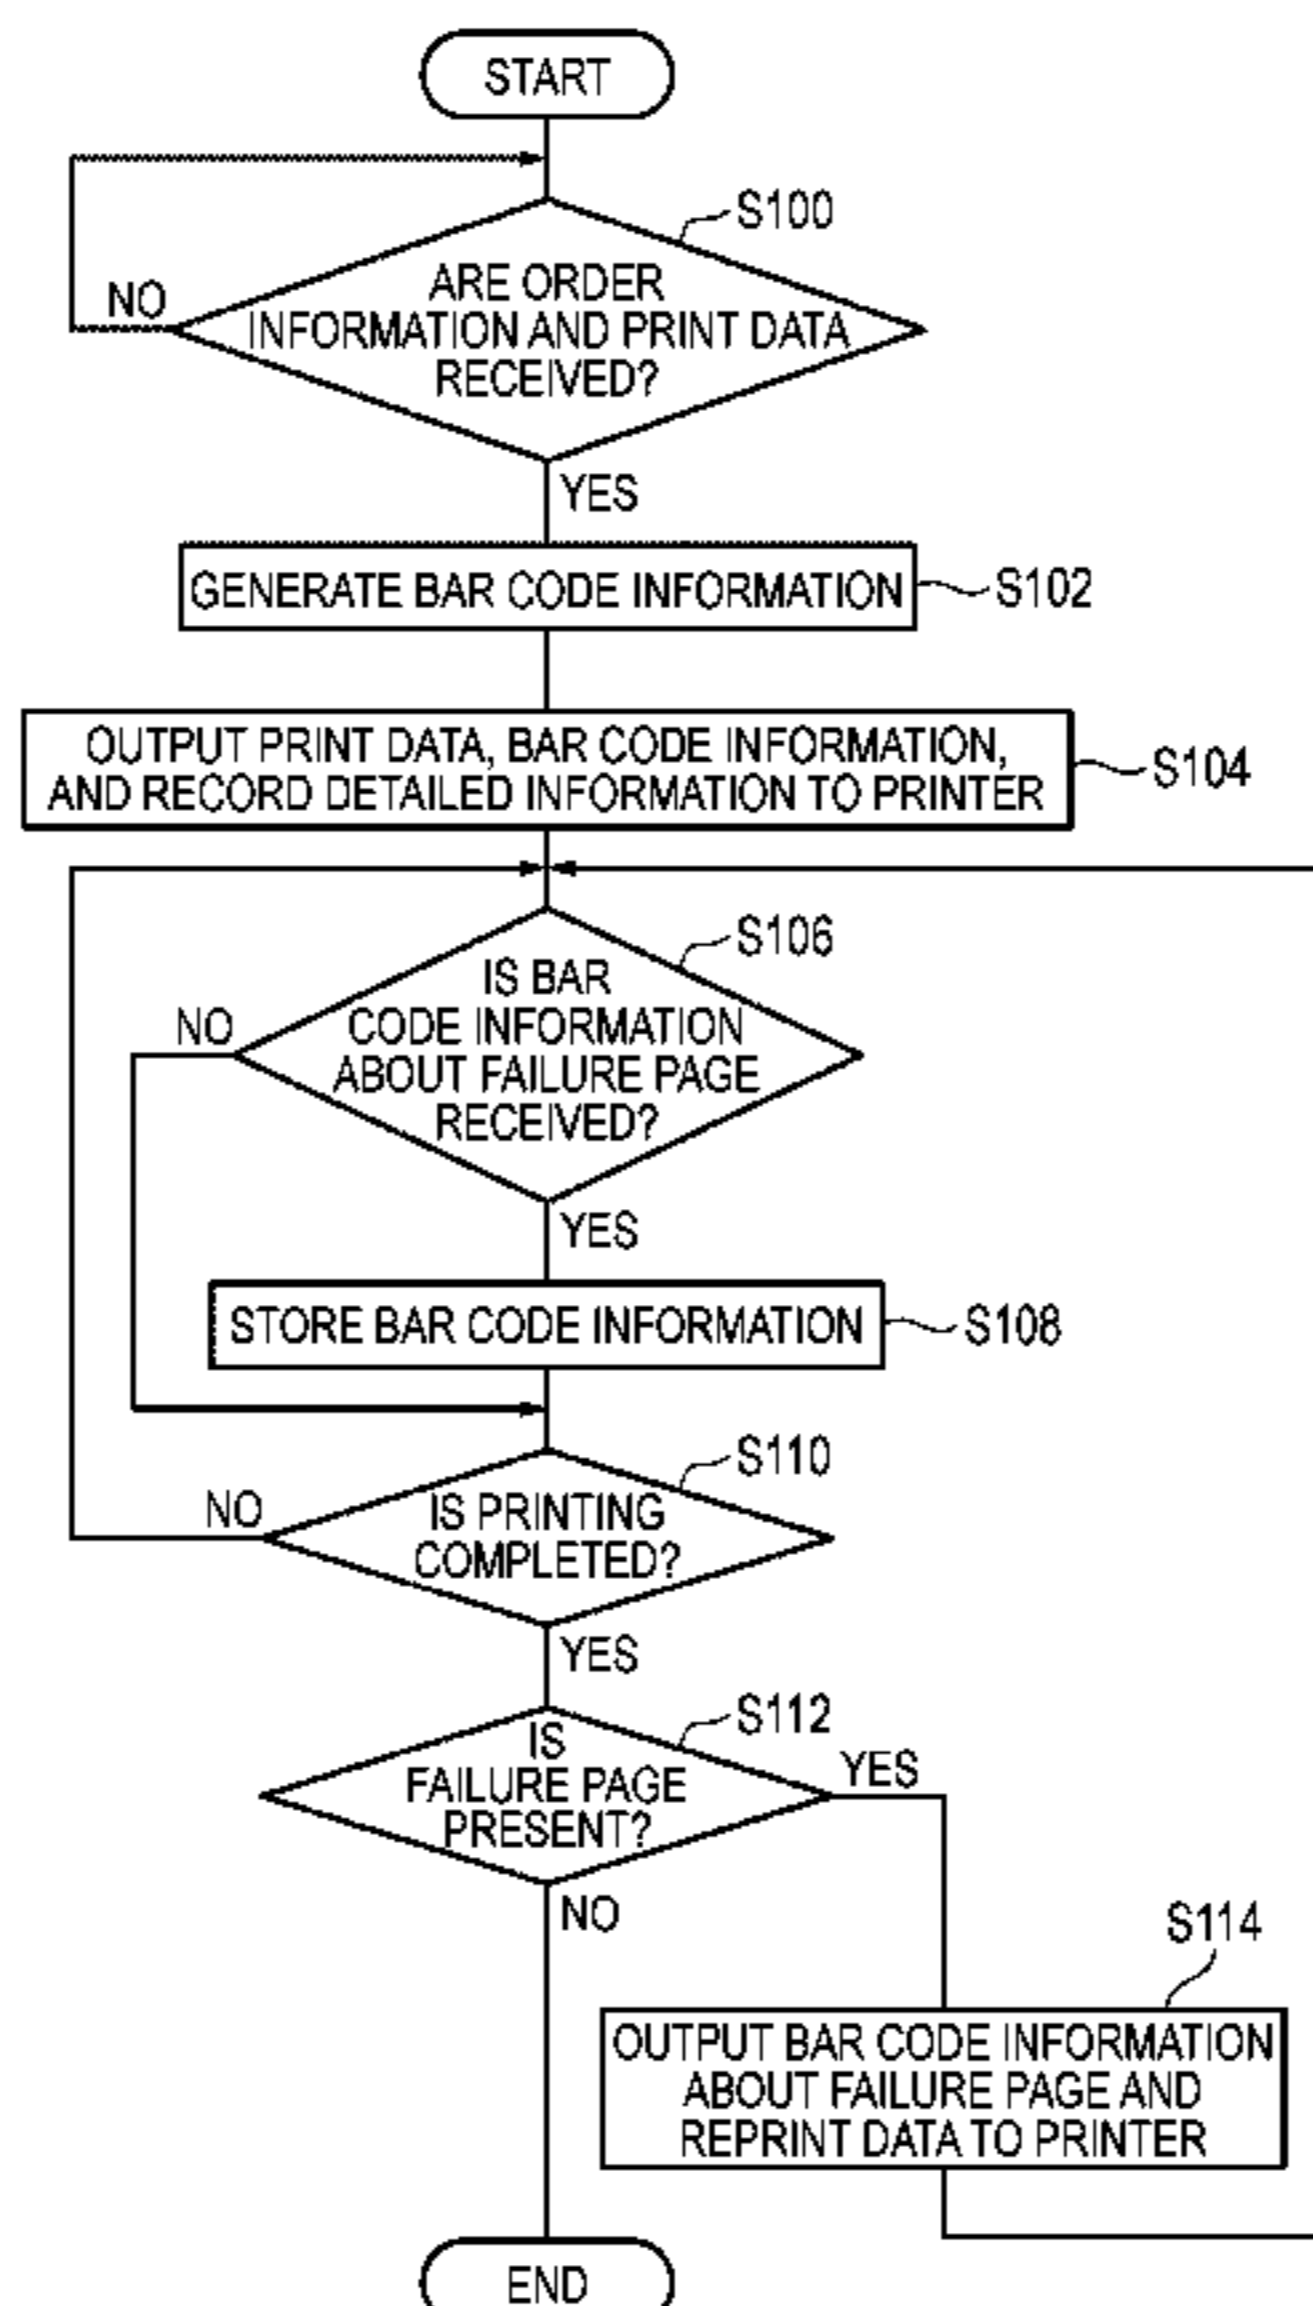 START
S100
ARE ORDER
INFORMATION AND PRINT DATA
RECEIVED?
NO
YES
GENERATE BAR CODE INFORMATION
S102
OUTPUT PRINT DATA, BAR CODE INFORMATION,
AND RECORD DETAILED INFORMATION TO PRINTER
S104
S106
IS BAR
CODE INFORMATION
ABOUT FAILURE PAGE
RECEIVED?
NO
YES
STORE BAR CODE INFORMATION
S108
S110
IS PRINTING
COMPLETED?
NO
YES
S112
IS
FAILURE PAGE
PRESENT?
YES
NO
S114
OUTPUT BAR CODE INFORMATION
ABOUT FAILURE PAGE AND
REPRINT DATA TO PRINTER
END